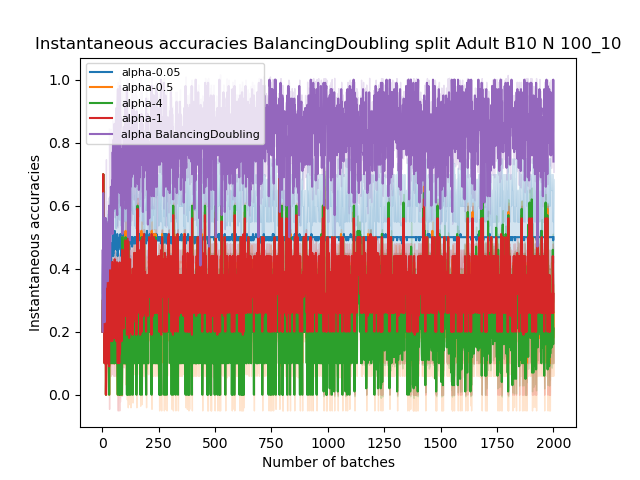 Instantaneous accuracies BalancingDoubling split Adult B10 N 100_10
alpha-0.05
alpha-0.5
alpha-4
alpha-1
alpha BalancingDoubling
1.0
0.8
0.6
0.4
0.2
0.0
Instantaneous accuracies
0 250 500 750 1000 1250 1500 1750 2000
Number of batches